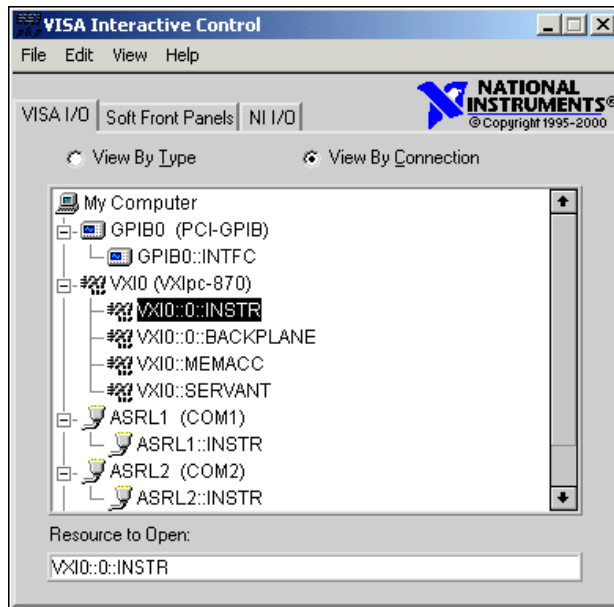 VISA Interactive Control
File Edit View Help
NATIONAL
INSTRUMENTS®
© Copyright 1995-2000
VISA I/O Soft Front Panels NI I/O
View By Type View By Connection
My Computer
GPIB0 (PCI-GPIB)
GPIB0::INTFC
VXI0 (VXIpc-870)
VXI0::0::INSTR
VXI0::0::BACKPLANE
VXI0::MEMACC
VXI0::SERVANT
ASRL1 (COM1)
ASRL1::INSTR
ASRL2 (COM2)
ASRL2::INSTR
Resource to Open:
VXI0::0::INSTR